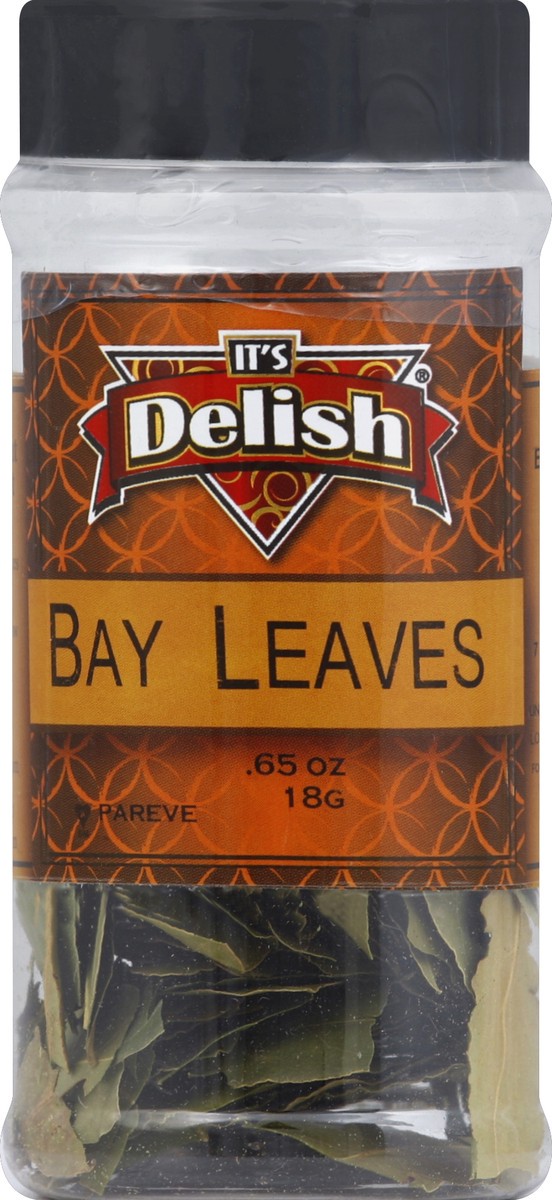 IT'S
Delish®
BAY LEAVES
.65 OZ
18G
PAREVE